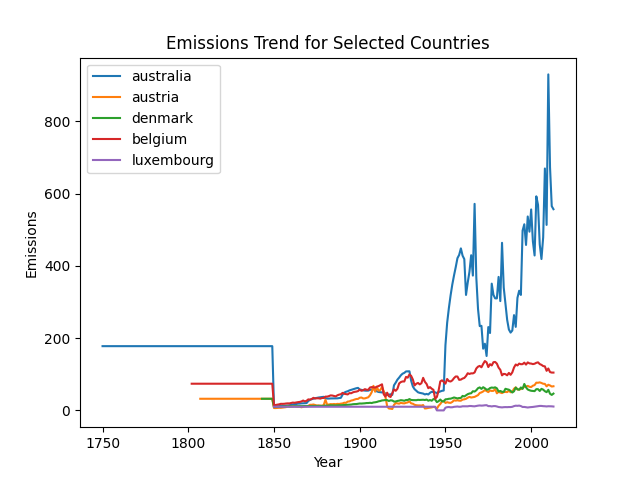 Emissions Trend for Selected Countries
australia
austria
denmark
belgium
luxembourg
Emissions
800
600
400
200
0
1750 1800 1850 1900 1950 2000
Year